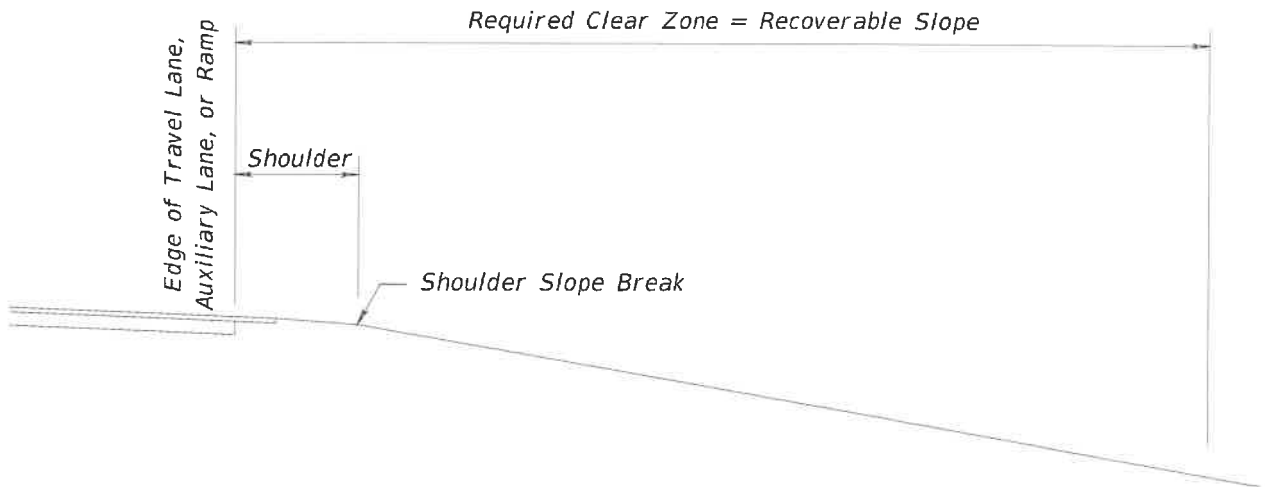 Required Clear Zone = Recoverable Slope
Edge of Travel Lane,
Auxiliary Lane, or Ramp
Shoulder
Shoulder Slope Break